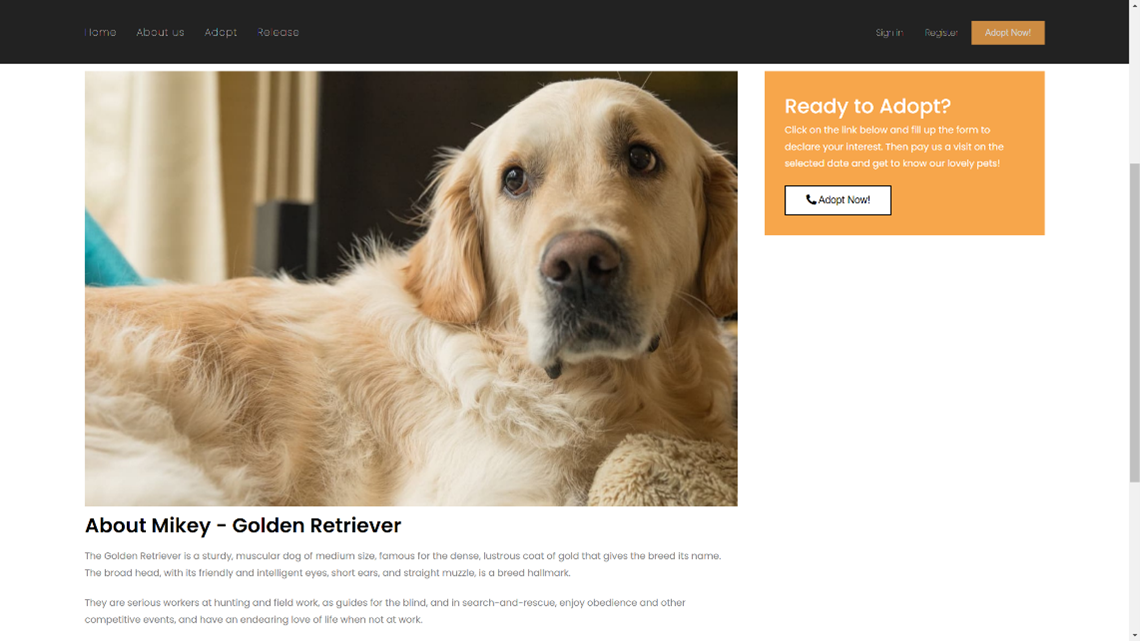 Home About us Adopt Release Sign in Register Adopt Now!
Ready to Adopt?
Click on the link below and fill up the form to
declare your interest. Then pay us a visit on the
selected date and get to know our lovely pets!
Adopt Now!
About Mikey - Golden Retriever
The Golden Retriever is a sturdy, muscular dog of medium size, famous for the dense, lustrous coat of gold that gives the breed its name.
The broad head, with its friendly and intelligent eyes, short ears, and straight muzzle, is a breed hallmark.
They are serious workers at hunting and field work, as guides for the blind, and in search-and-rescue, enjoy obedience and other
competitive events, and have an endearing love of life when not at work.